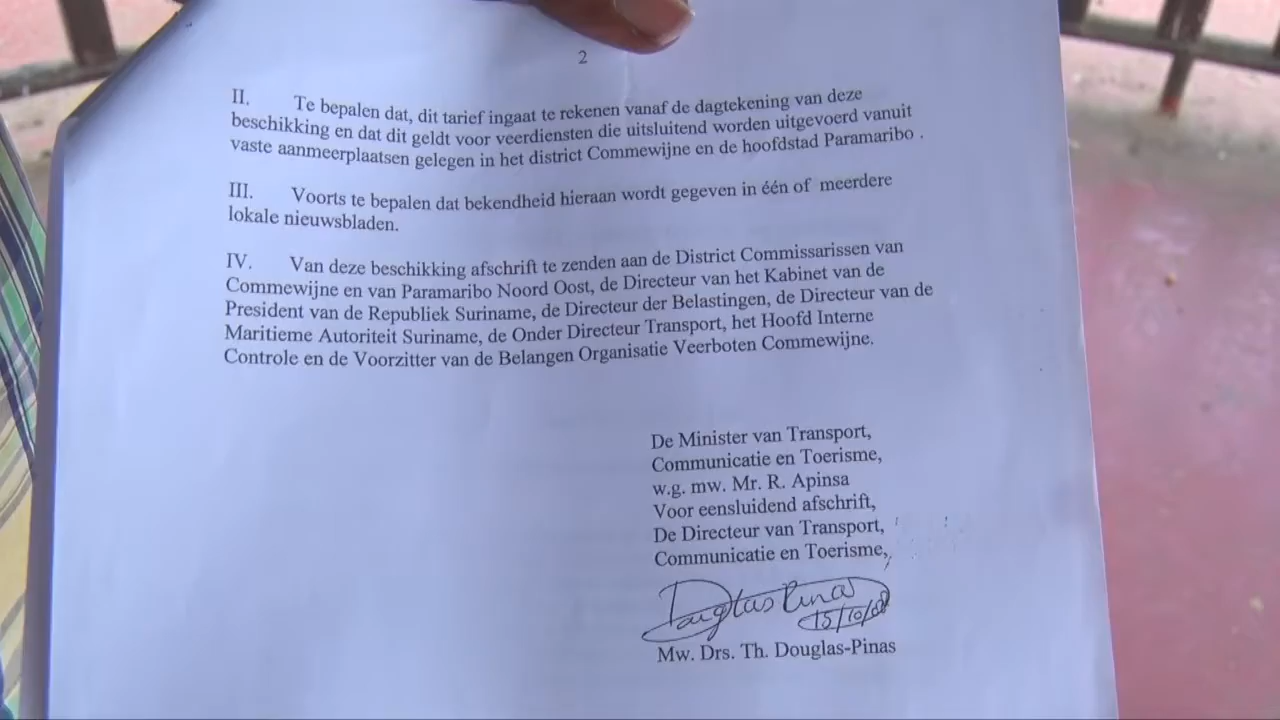 2
II. Te bepalen dat, dit tarief ingaat te rekenen vanaf de dagtekening van deze
beschikking en dat dit geldt voor veerdiensten die uitsluitend worden uitgevoerd vanuit
vaste aanmeerplaatsen gelegen in het district Commewijne en de hoofdstad Paramaribo .
III. Voorts te bepalen dat bekendheid hieraan wordt gegeven in één of meerdere
lokale nieuwsbladen.
IV. Van deze beschikking afschrift te zenden aan de District Commissarissen van
Commewijne en van Paramaribo Noord Oost, de Directeur van het Kabinet van de
President van de Republiek Suriname, de Directeur der Belastingen, de Directeur van de
Maritieme Autoriteit Suriname, de Onder Directeur Transport, het Hoofd Interne
Controle en de Voorzitter van de Belangen Organisatie Veerboten Commewijne.
De Minister van Transport,
Communicatie en Toerisme,
w.g. mw. Mr. R. Apinsa
Voor eensluidend afschrift,
De Directeur van Transport,
Communicatie en Toerisme,
Douglas Pinas
15/10/08
Mw. Drs. Th. Douglas-Pinas